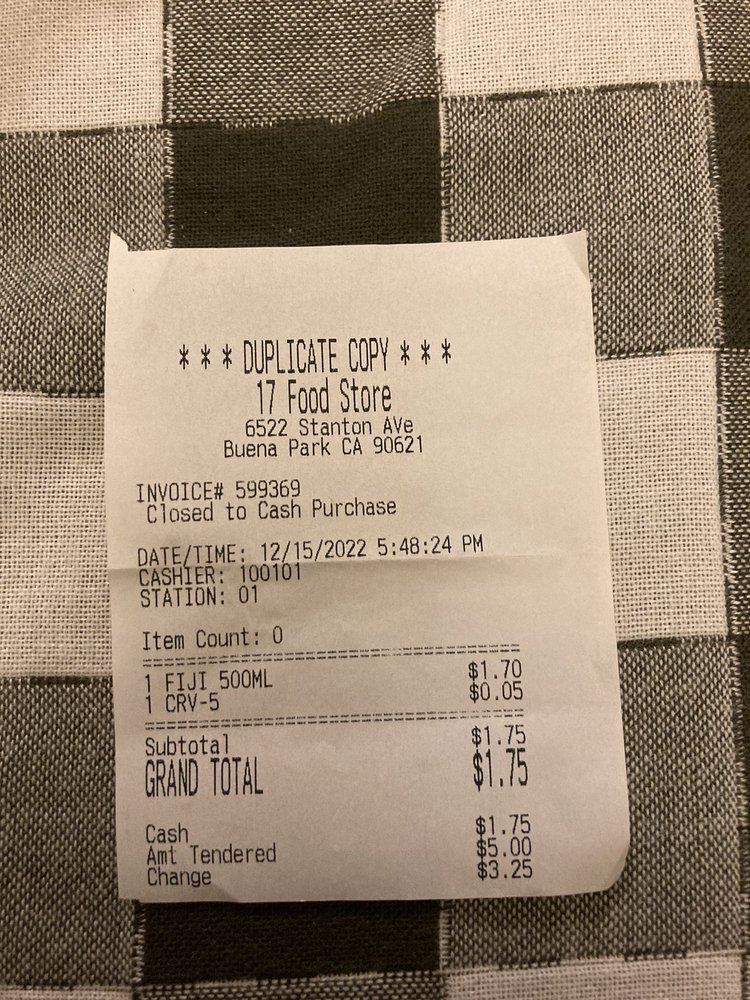 * * * DUPLICATE COPY * * *
17 Food Store
6522 Stanton AVe
Buena Park CA 90621
INVOICE# 599369
Closed to Cash Purchase
DATE/TIME: 12/15/2022 5:48:24 PM
CASHIER: 100101
STATION: 01
Item Count: 0
1 FIJI 500ML $1.70
1 CRV-5 $0.05
Subtotal $1.75
GRAND TOTAL $1.75
Cash $1.75
Amt Tendered $5.00
Change $3.25